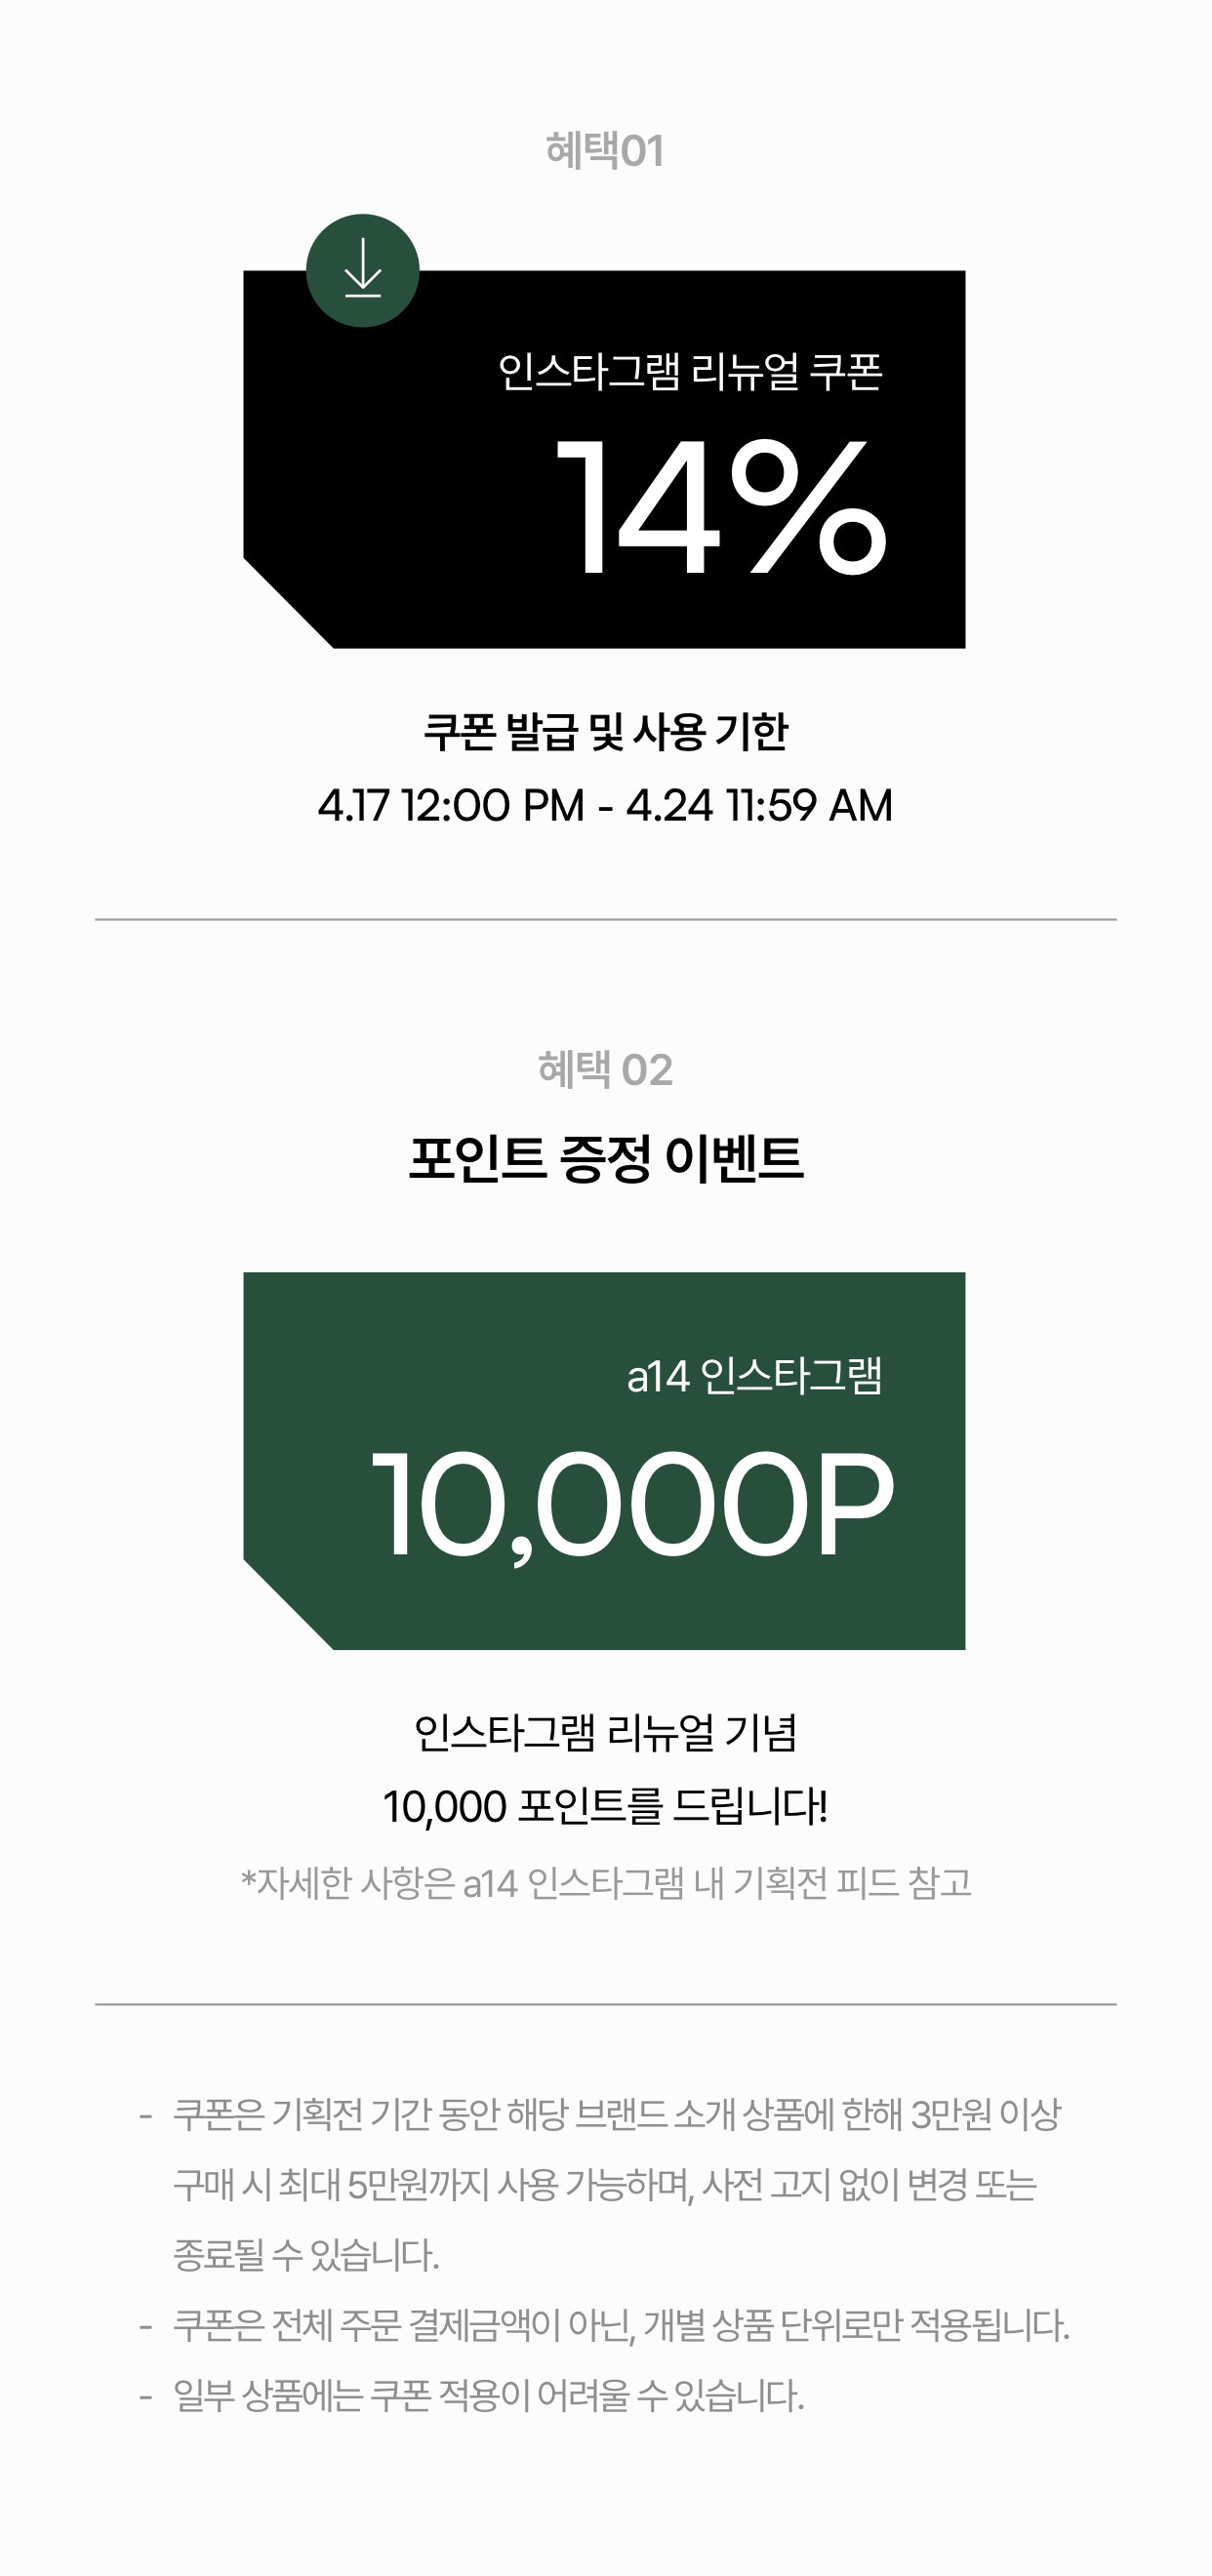 혜택01
인스타그램 리뉴얼 쿠폰
14%
쿠폰 발급 및 사용 기한
4.17 12:00 PM - 4.24 11:59 AM
혜택 02
포인트 증정 이벤트
a14 인스타그램
10,000P
인스타그램 리뉴얼 기념
10,000 포인트를 드립니다!
*자세한 사항은 a14 인스타그램 내 기획전 피드 참고
- 쿠폰은 기획전 기간 동안 해당 브랜드 소개 상품에 한해 3만원 이상
구매 시 최대 5만원까지 사용 가능하며, 사전 고지 없이 변경 또는
종료될 수 있습니다.
- 쿠폰은 전체 주문 결제금액이 아닌, 개별 상품 단위로만 적용됩니다.
- 일부 상품에는 쿠폰 적용이 어려울 수 있습니다.